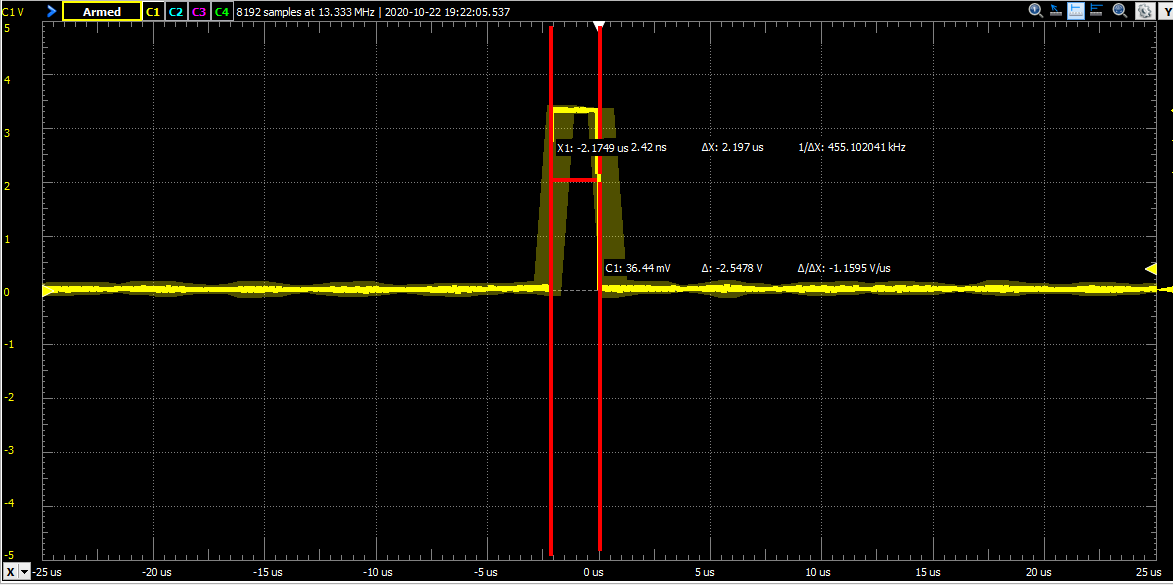 C1 V Armed C1 C2 C3 C4 8192 samples at 13.333 MHz | 2020-10-22 19:22:05.537 Y
5
4
3
X1: -2.1749 us 2.42 ns ΔX: 2.197 us 1/ΔX: 455.102041 kHz
2
1
C1: 36.44 mV Δ: -2.5478 V Δ/ΔX: -1.1595 V/us
0
-1
-2
-3
-4
-5
X -25 us -20 us -15 us -10 us -5 us 0 us 5 us 10 us 15 us 20 us 25 us